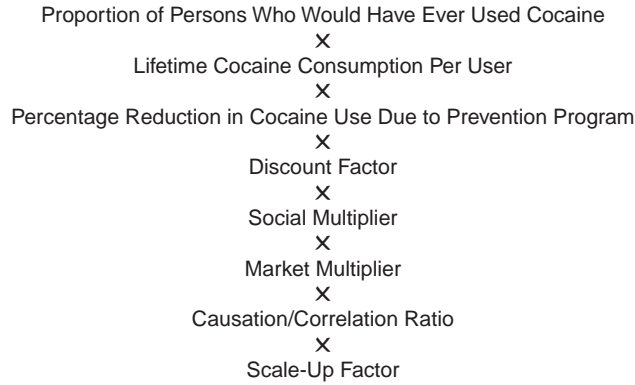 Proportion of Persons Who Would Have Ever Used Cocaine
×
Lifetime Cocaine Consumption Per User
×
Percentage Reduction in Cocaine Use Due to Prevention Program
×
Discount Factor
×
Social Multiplier
×
Market Multiplier
×
Causation/Correlation Ratio
×
Scale-Up Factor